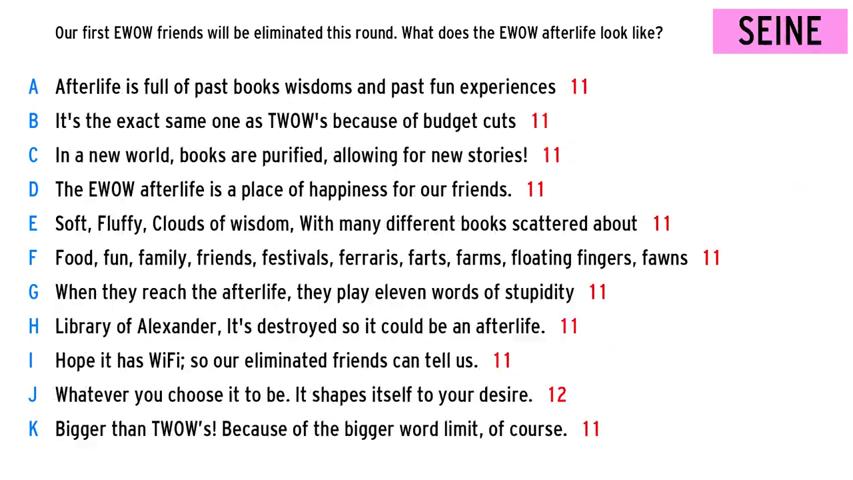 Our first EWOW friends will be eliminated this round. What does the EWOW afterlife look like?
SEINE
A Afterlife is full of past books wisdoms and past fun experiences 11
B It's the exact same one as TWOW's because of budget cuts 11
C In a new world, books are purified, allowing for new stories! 11
D The EWOW afterlife is a place of happiness for our friends. 11
E Soft, Fluffy, Clouds of wisdom, With many different books scattered about 11
F Food, fun, family, friends, festivals, ferraris, farts, farms, floating fingers, fawns 11
G When they reach the afterlife, they play eleven words of stupidity 11
H Library of Alexander, It's destroyed so it could be an afterlife. 11
I Hope it has WiFi; so our eliminated friends can tell us. 11
J Whatever you choose it to be. It shapes itself to your desire. 12
K Bigger than TWOW's! Because of the bigger word limit, of course. 11